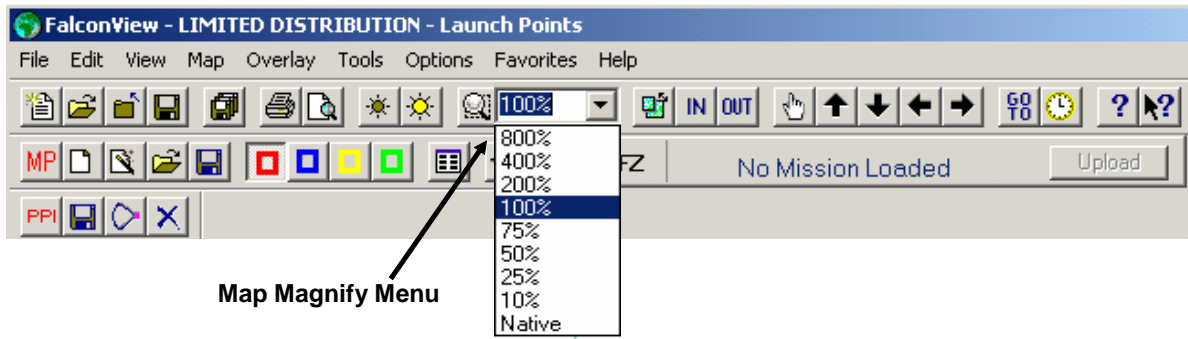 FalconView - LIMITED DISTRIBUTION - Launch Points
File Edit View Map Overlay Tools Options Favorites Help
100% IN OUT GO TO ? ?
800%
400%
200%
100%
75%
50%
25%
10%
Native
MP FZ No Mission Loaded Upload
PPI
Map Magnify Menu